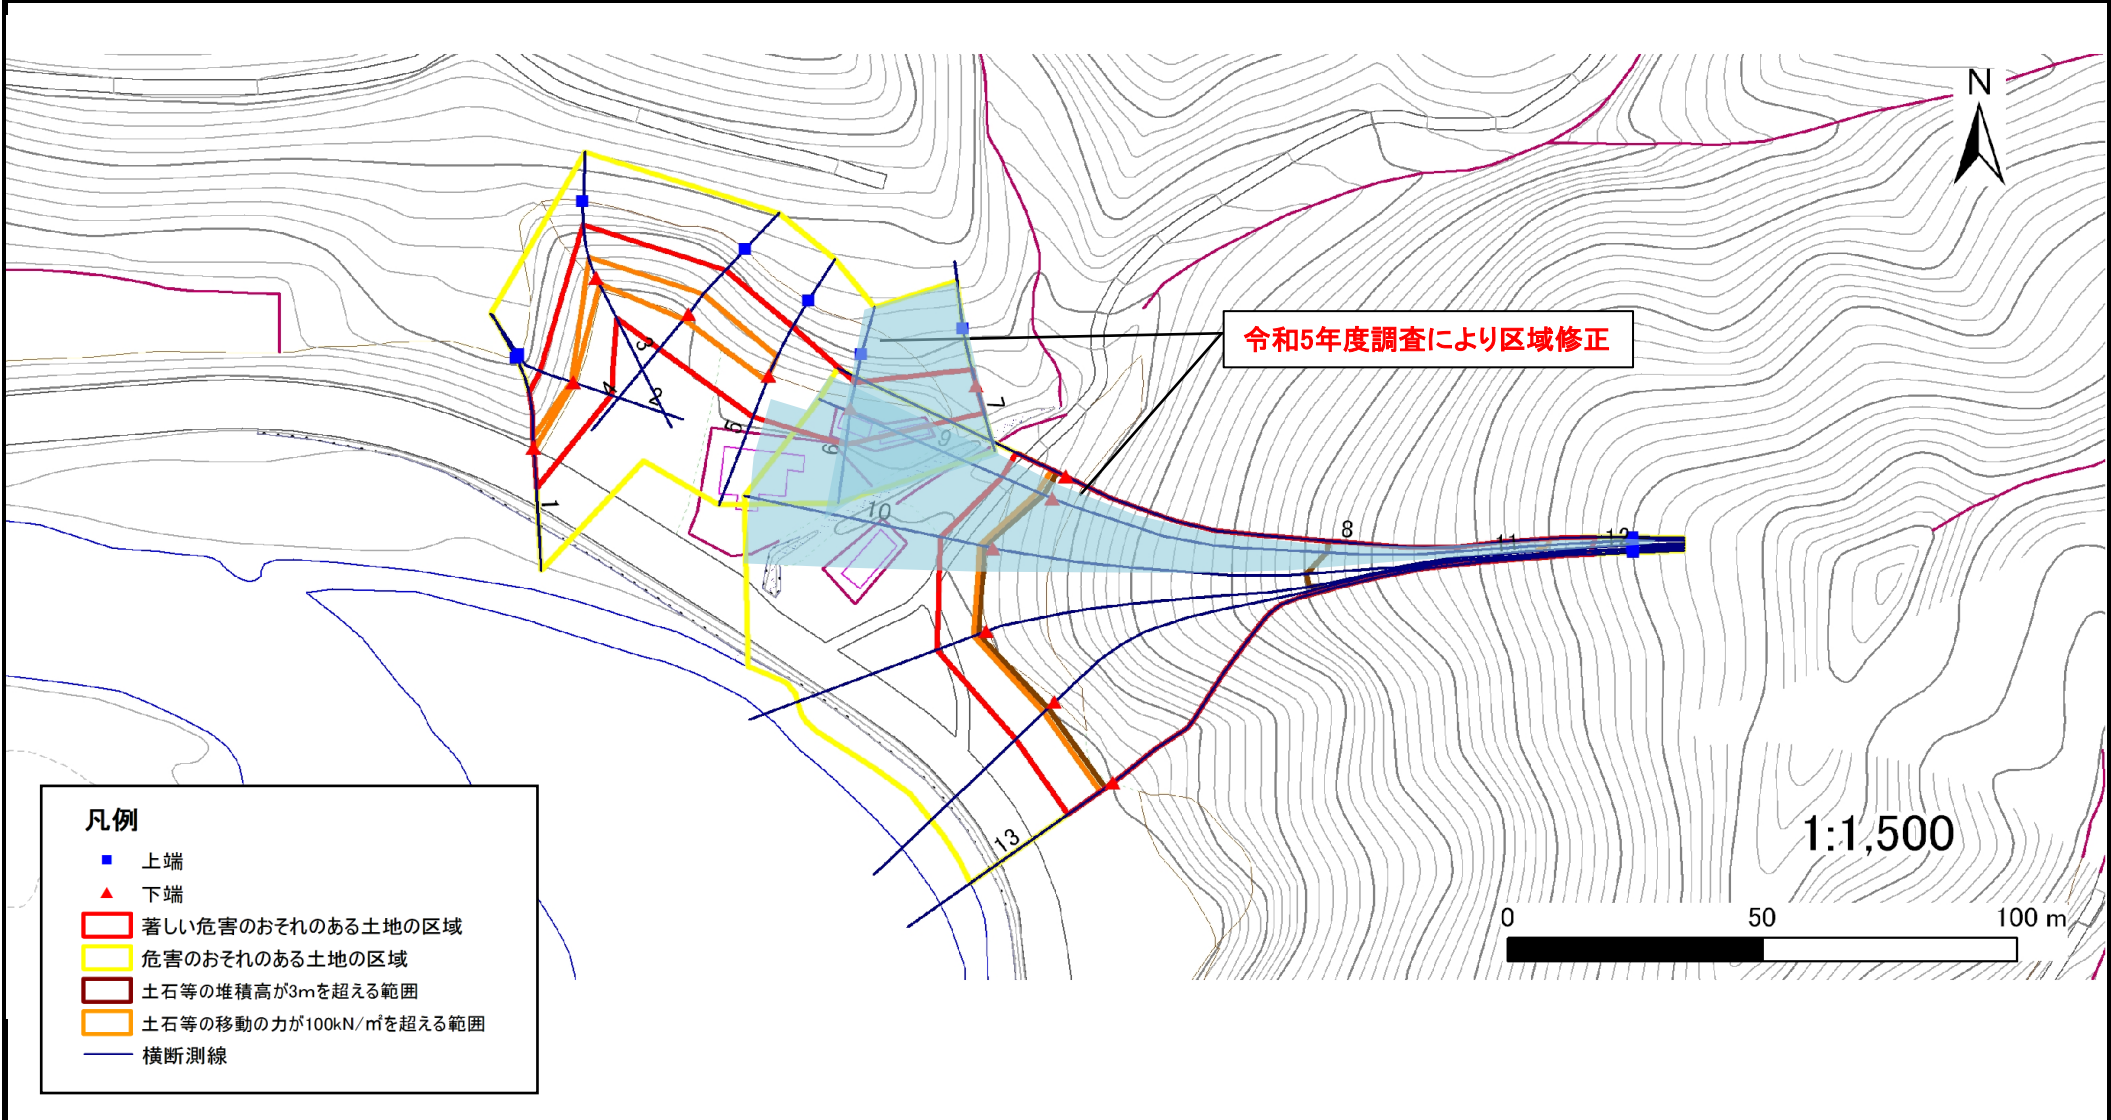 N
令和5年度調査により区域修正
3
4
2
5
6
7
9
1
10
8
11
12
13
1:1,500
0 50 100 m
凡例
上端
下端
著しい危害のおそれのある土地の区域
危害のおそれのある土地の区域
土石等の堆積高が3mを超える範囲
土石等の移動の力が100kN/㎡を超える範囲
横断測線